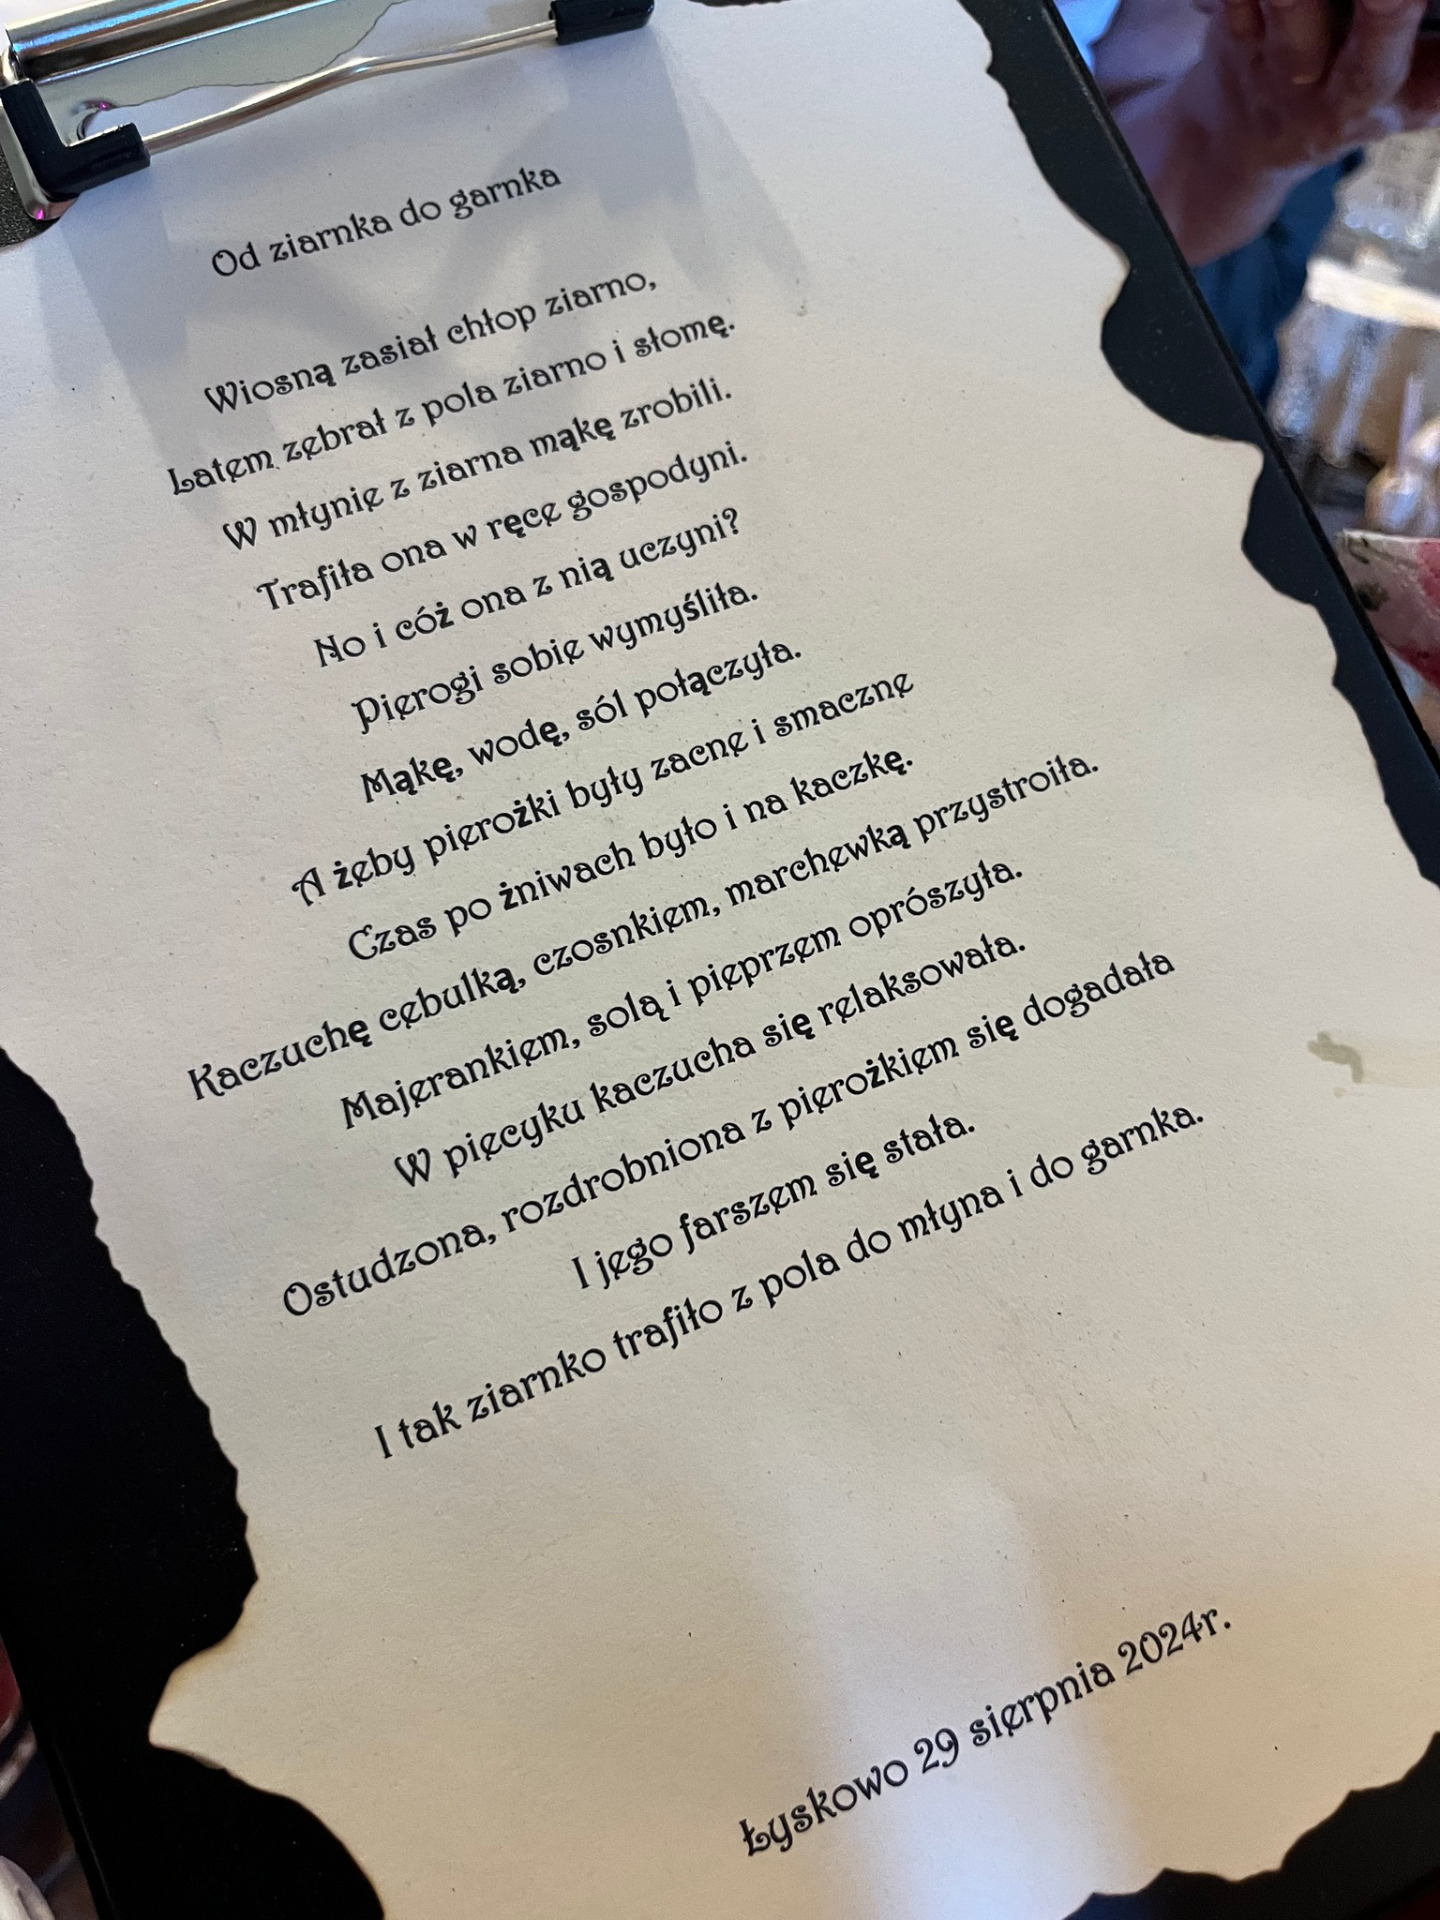 Od ziarnka do garnka
Wiosną zasiał chłop ziarno,
Latem zebrał z pola ziarno i słomę.
W młynie z ziarna mąkę zrobili.
Trafiła ona w ręce gospodyni.
No i cóż ona z nią uczyni?
Pierogi sobie wymyśliła.
Mąkę, wodę, sól połączyła.
A żeby pierożki były zacne i smaczne
Czas po żniwach było i na kaczkę.
Kaczuchę cebulką, czosnkiem, marchewką przystroiła.
Majerankiem, solą i pieprzem oprószyła.
W piecyku kaczucha się relaksowała.
Ostudzona, rozdrobniona z pierożkiem się dogadała
I jego farszem się stała.
I tak ziarnko trafiło z pola do młyna i do garnka.
Łyskowo 29 sierpnia 2024r.